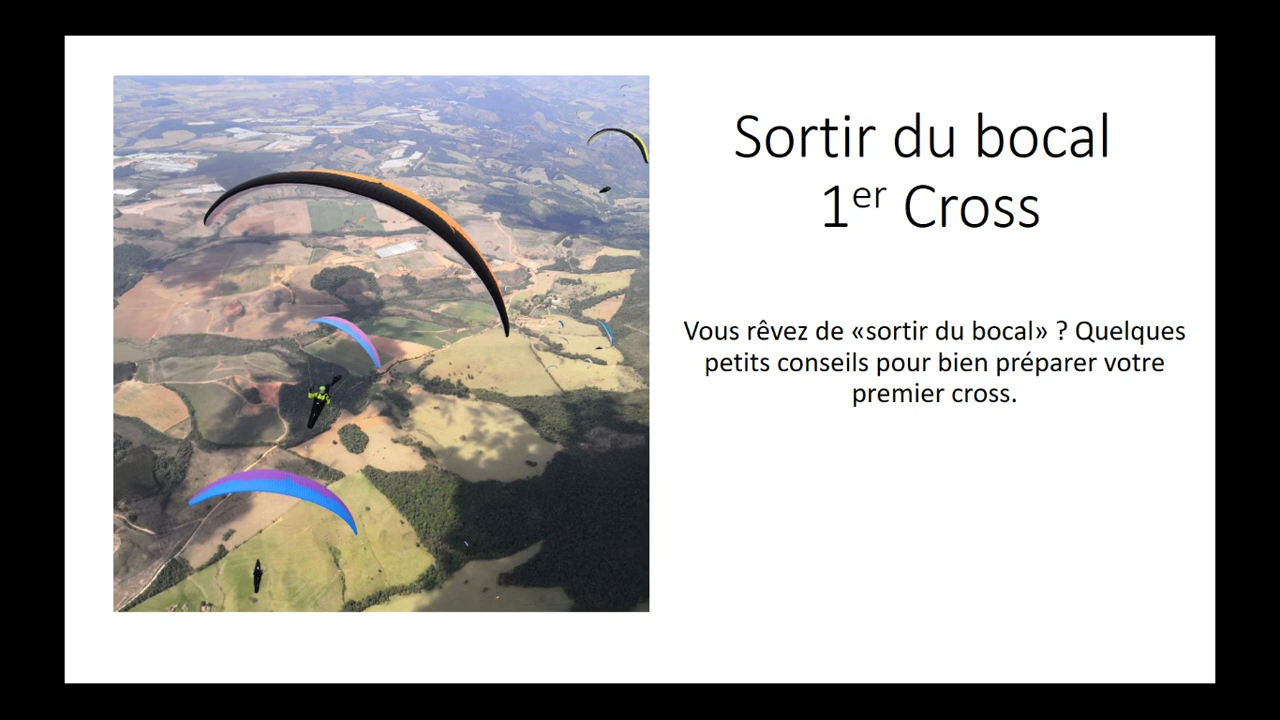 Sortir du bocal
1er Cross
Vous rêvez de «sortir du bocal» ? Quelques
petits conseils pour bien préparer votre
premier cross.